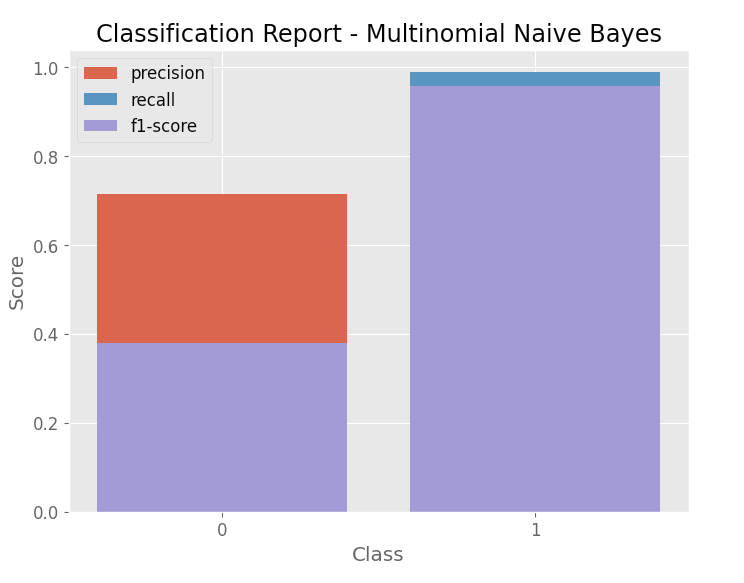 Classification Report - Multinomial Naive Bayes
precision
recall
f1-score
1.0
0.8
0.6
0.4
0.2
0.0
Score
0
1
Class